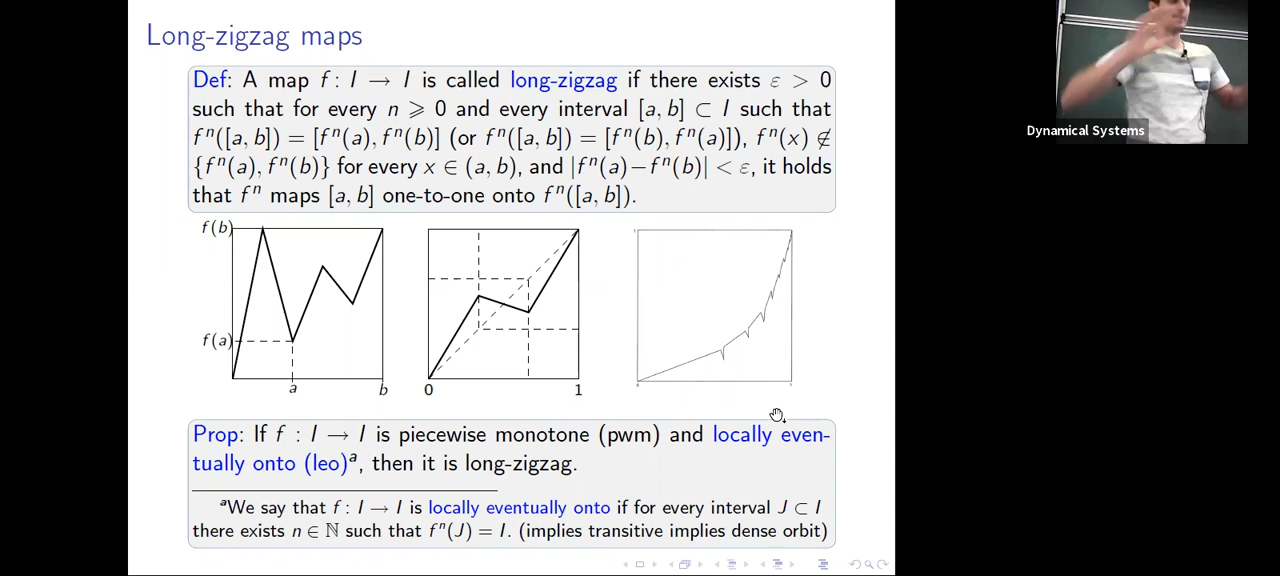 Long-zigzag maps
Def: A map f : I → I is called long-zigzag if there exists ε > 0
such that for every n ⩾ 0 and every interval [a, b] ⊂ I such that
fⁿ([a, b]) = [fⁿ(a), fⁿ(b)] (or fⁿ([a, b]) = [fⁿ(b), fⁿ(a)]), fⁿ(x) ∉
{fⁿ(a), fⁿ(b)} for every x ∈ (a, b), and |fⁿ(a)−fⁿ(b)| < ε, it holds
that fⁿ maps [a, b] one-to-one onto fⁿ([a, b]).
f(b)
f(a)
a
b
0
1
Prop: If f : I → I is piecewise monotone (pwm) and locally even-
tually onto (leo)ᵃ, then it is long-zigzag.
ᵃWe say that f : I → I is locally eventually onto if for every interval J ⊂ I
there exists n ∈ ℕ such that fⁿ(J) = I. (implies transitive implies dense orbit)
Dynamical Systems